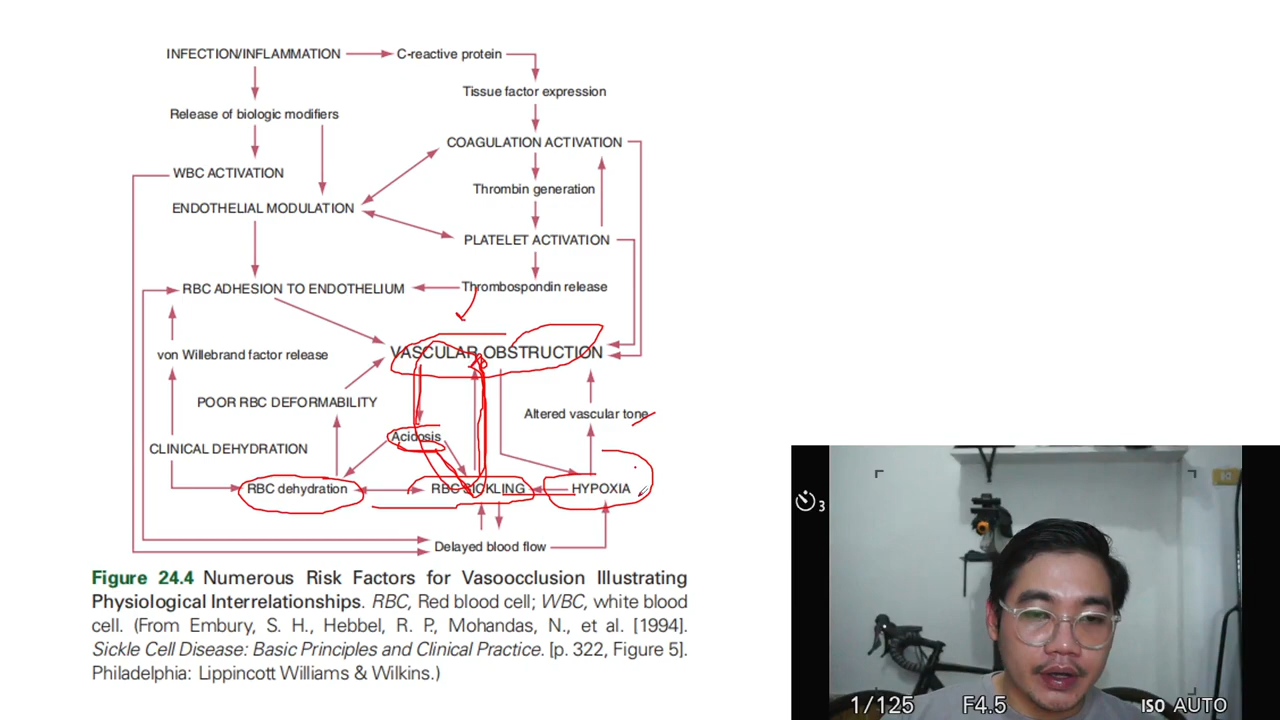 INFECTION/INFLAMMATION
C-reactive protein
Tissue factor expression
Release of biologic modifiers
COAGULATION ACTIVATION
WBC ACTIVATION
Thrombin generation
ENDOTHELIAL MODULATION
PLATELET ACTIVATION
RBC ADHESION TO ENDOTHELIUM
Thrombospondin release
von Willebrand factor release
VASCULAR OBSTRUCTION
POOR RBC DEFORMABILITY
Altered vascular tone
CLINICAL DEHYDRATION
Acidosis
RBC dehydration
RBC SICKLING
HYPOXIA
Delayed blood flow
Figure 24.4 Numerous Risk Factors for Vasoocclusion Illustrating
Physiological Interrelationships. RBC, Red blood cell; WBC, white blood
cell. (From Embury, S. H., Hebbel, R. P., Mohandas, N., et al. [1994].
Sickle Cell Disease: Basic Principles and Clinical Practice. [p. 322, Figure 5].
Philadelphia: Lippincott Williams & Wilkins.)
3
1/125 F4.5 ISO AUTO